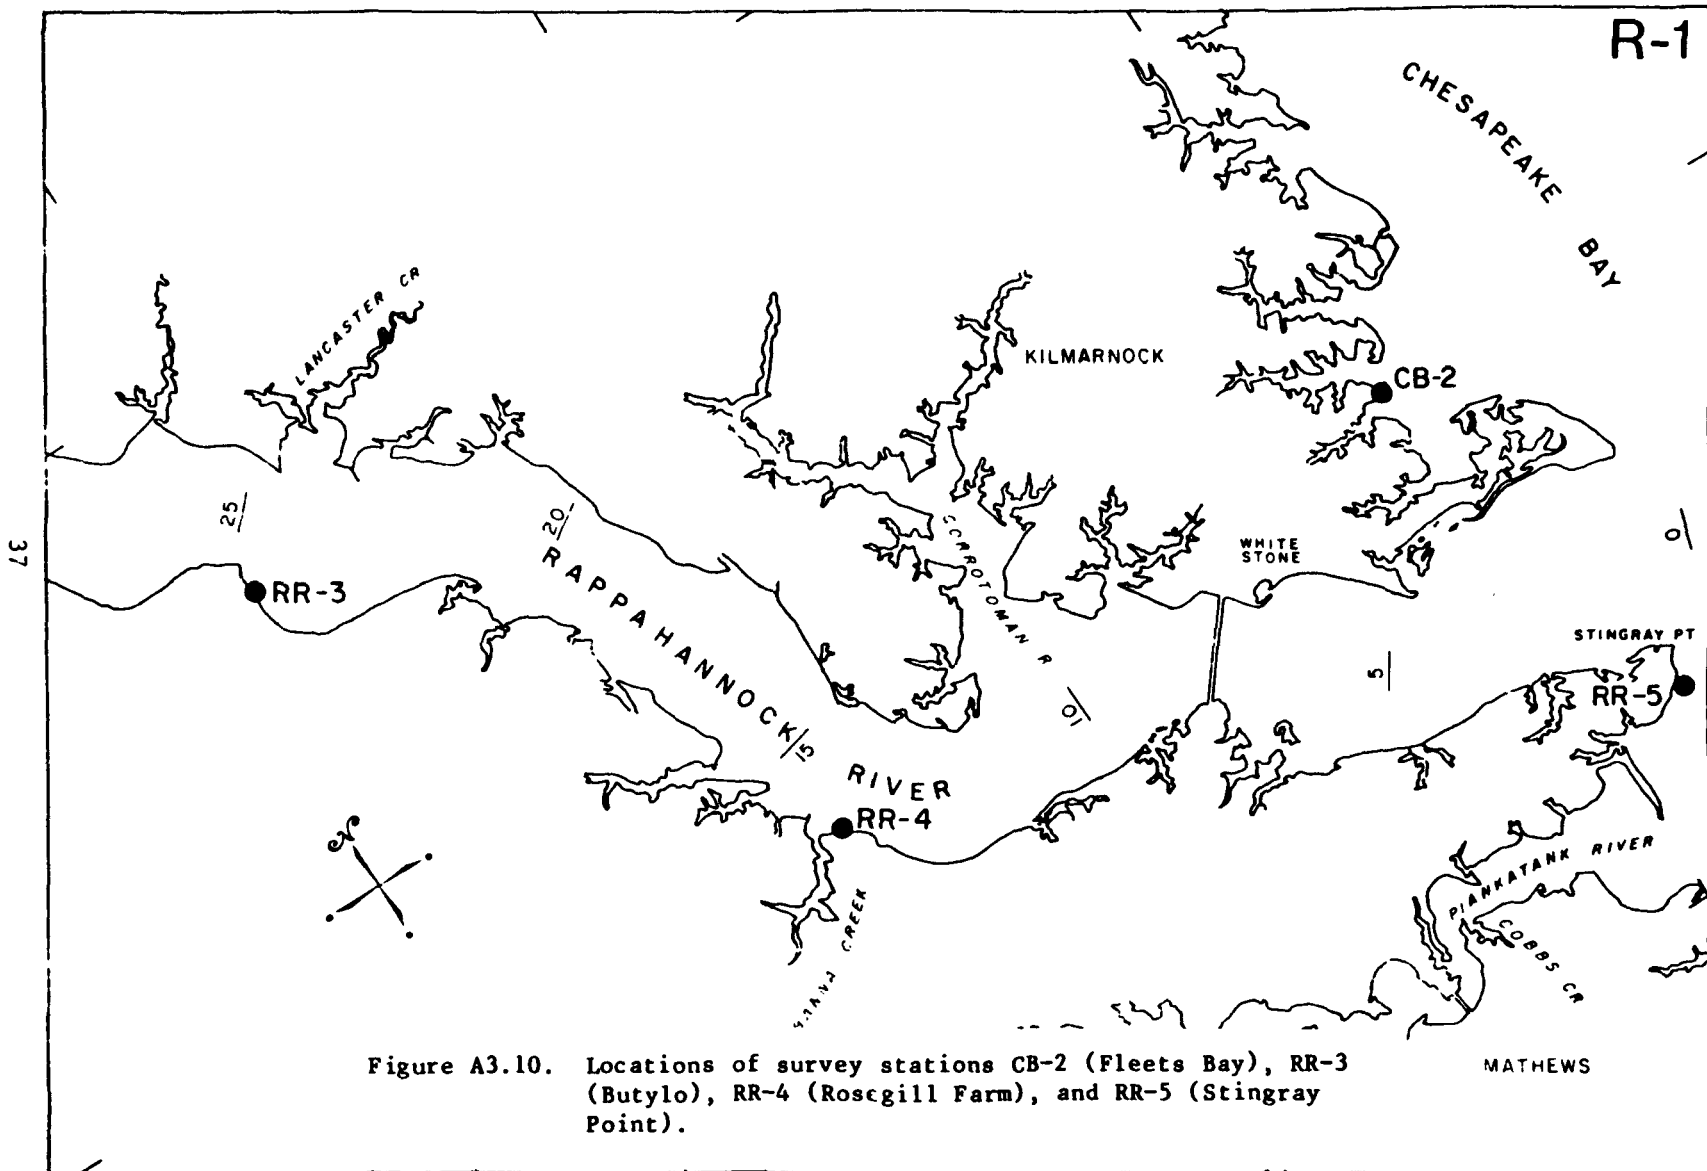 R-1
CHESAPEAKE BAY
LANCASTER CR
KILMARNOCK
CB-2
25
20
RAPPAHANNOCK
RIVER
15
10
5
0
WHITE
STONE
CORROTOMAN R
STINGRAY PT
RR-3
RR-4
RR-5
CREEK
PIANKATANK RIVER
COBBS CR
N
MATHEWS
37
Figure A3.10. Locations of survey stations CB-2 (Fleets Bay), RR-3
(Butylo), RR-4 (Rosegill Farm), and RR-5 (Stingray
Point).